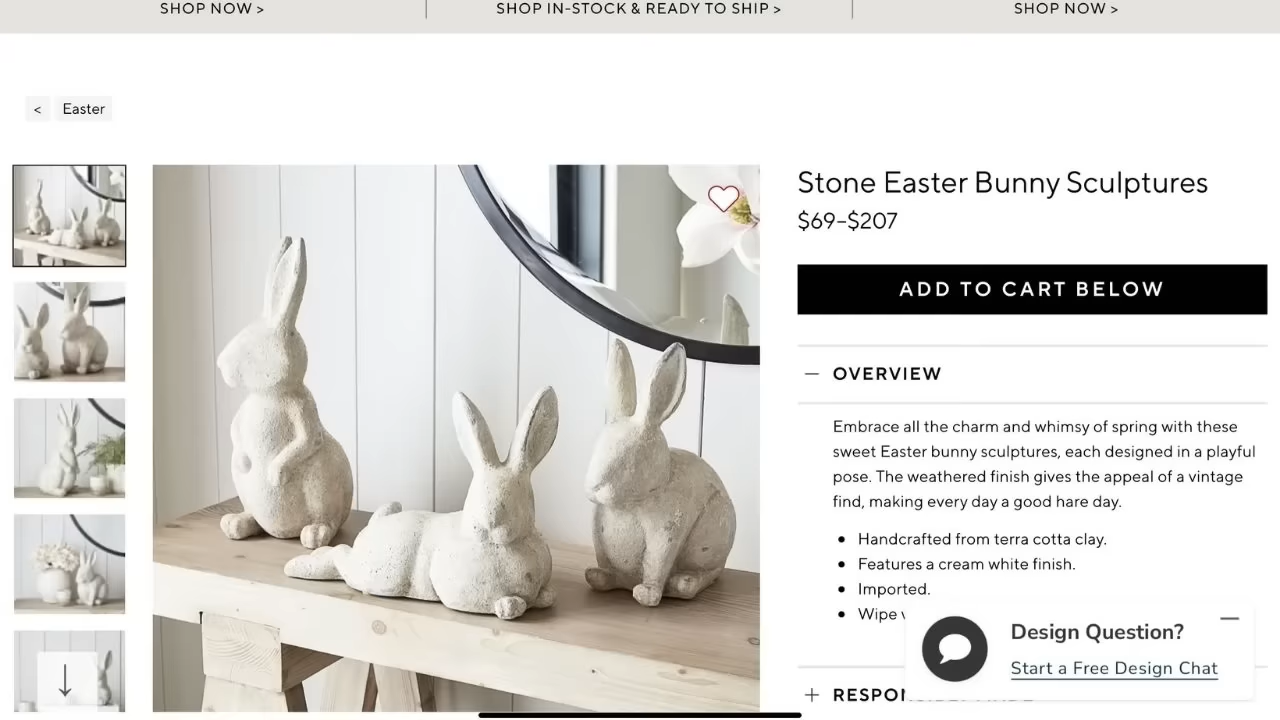 SHOP NOW >
SHOP IN-STOCK & READY TO SHIP >
SHOP NOW >
< Easter
Stone Easter Bunny Sculptures
$69–$207
ADD TO CART BELOW
OVERVIEW
Embrace all the charm and whimsy of spring with these
sweet Easter bunny sculptures, each designed in a playful
pose. The weathered finish gives the appeal of a vintage
find, making every day a good hare day.
Handcrafted from terra cotta clay.
Features a cream white finish.
Imported.
Wipe
Design Question?
Start a Free Design Chat